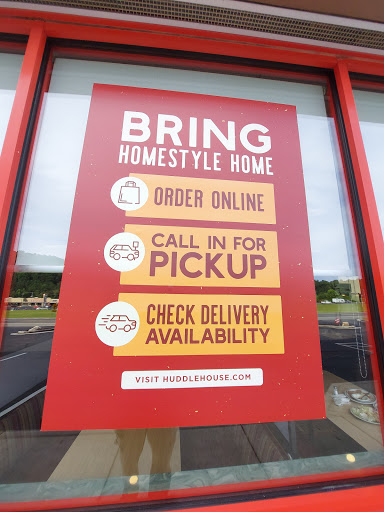 BRING
HOMESTYLE HOME
ORDER ONLINE
CALL IN FOR
PICKUP
CHECK DELIVERY
AVAILABILITY
VISIT HUDDLEHOUSE.COM